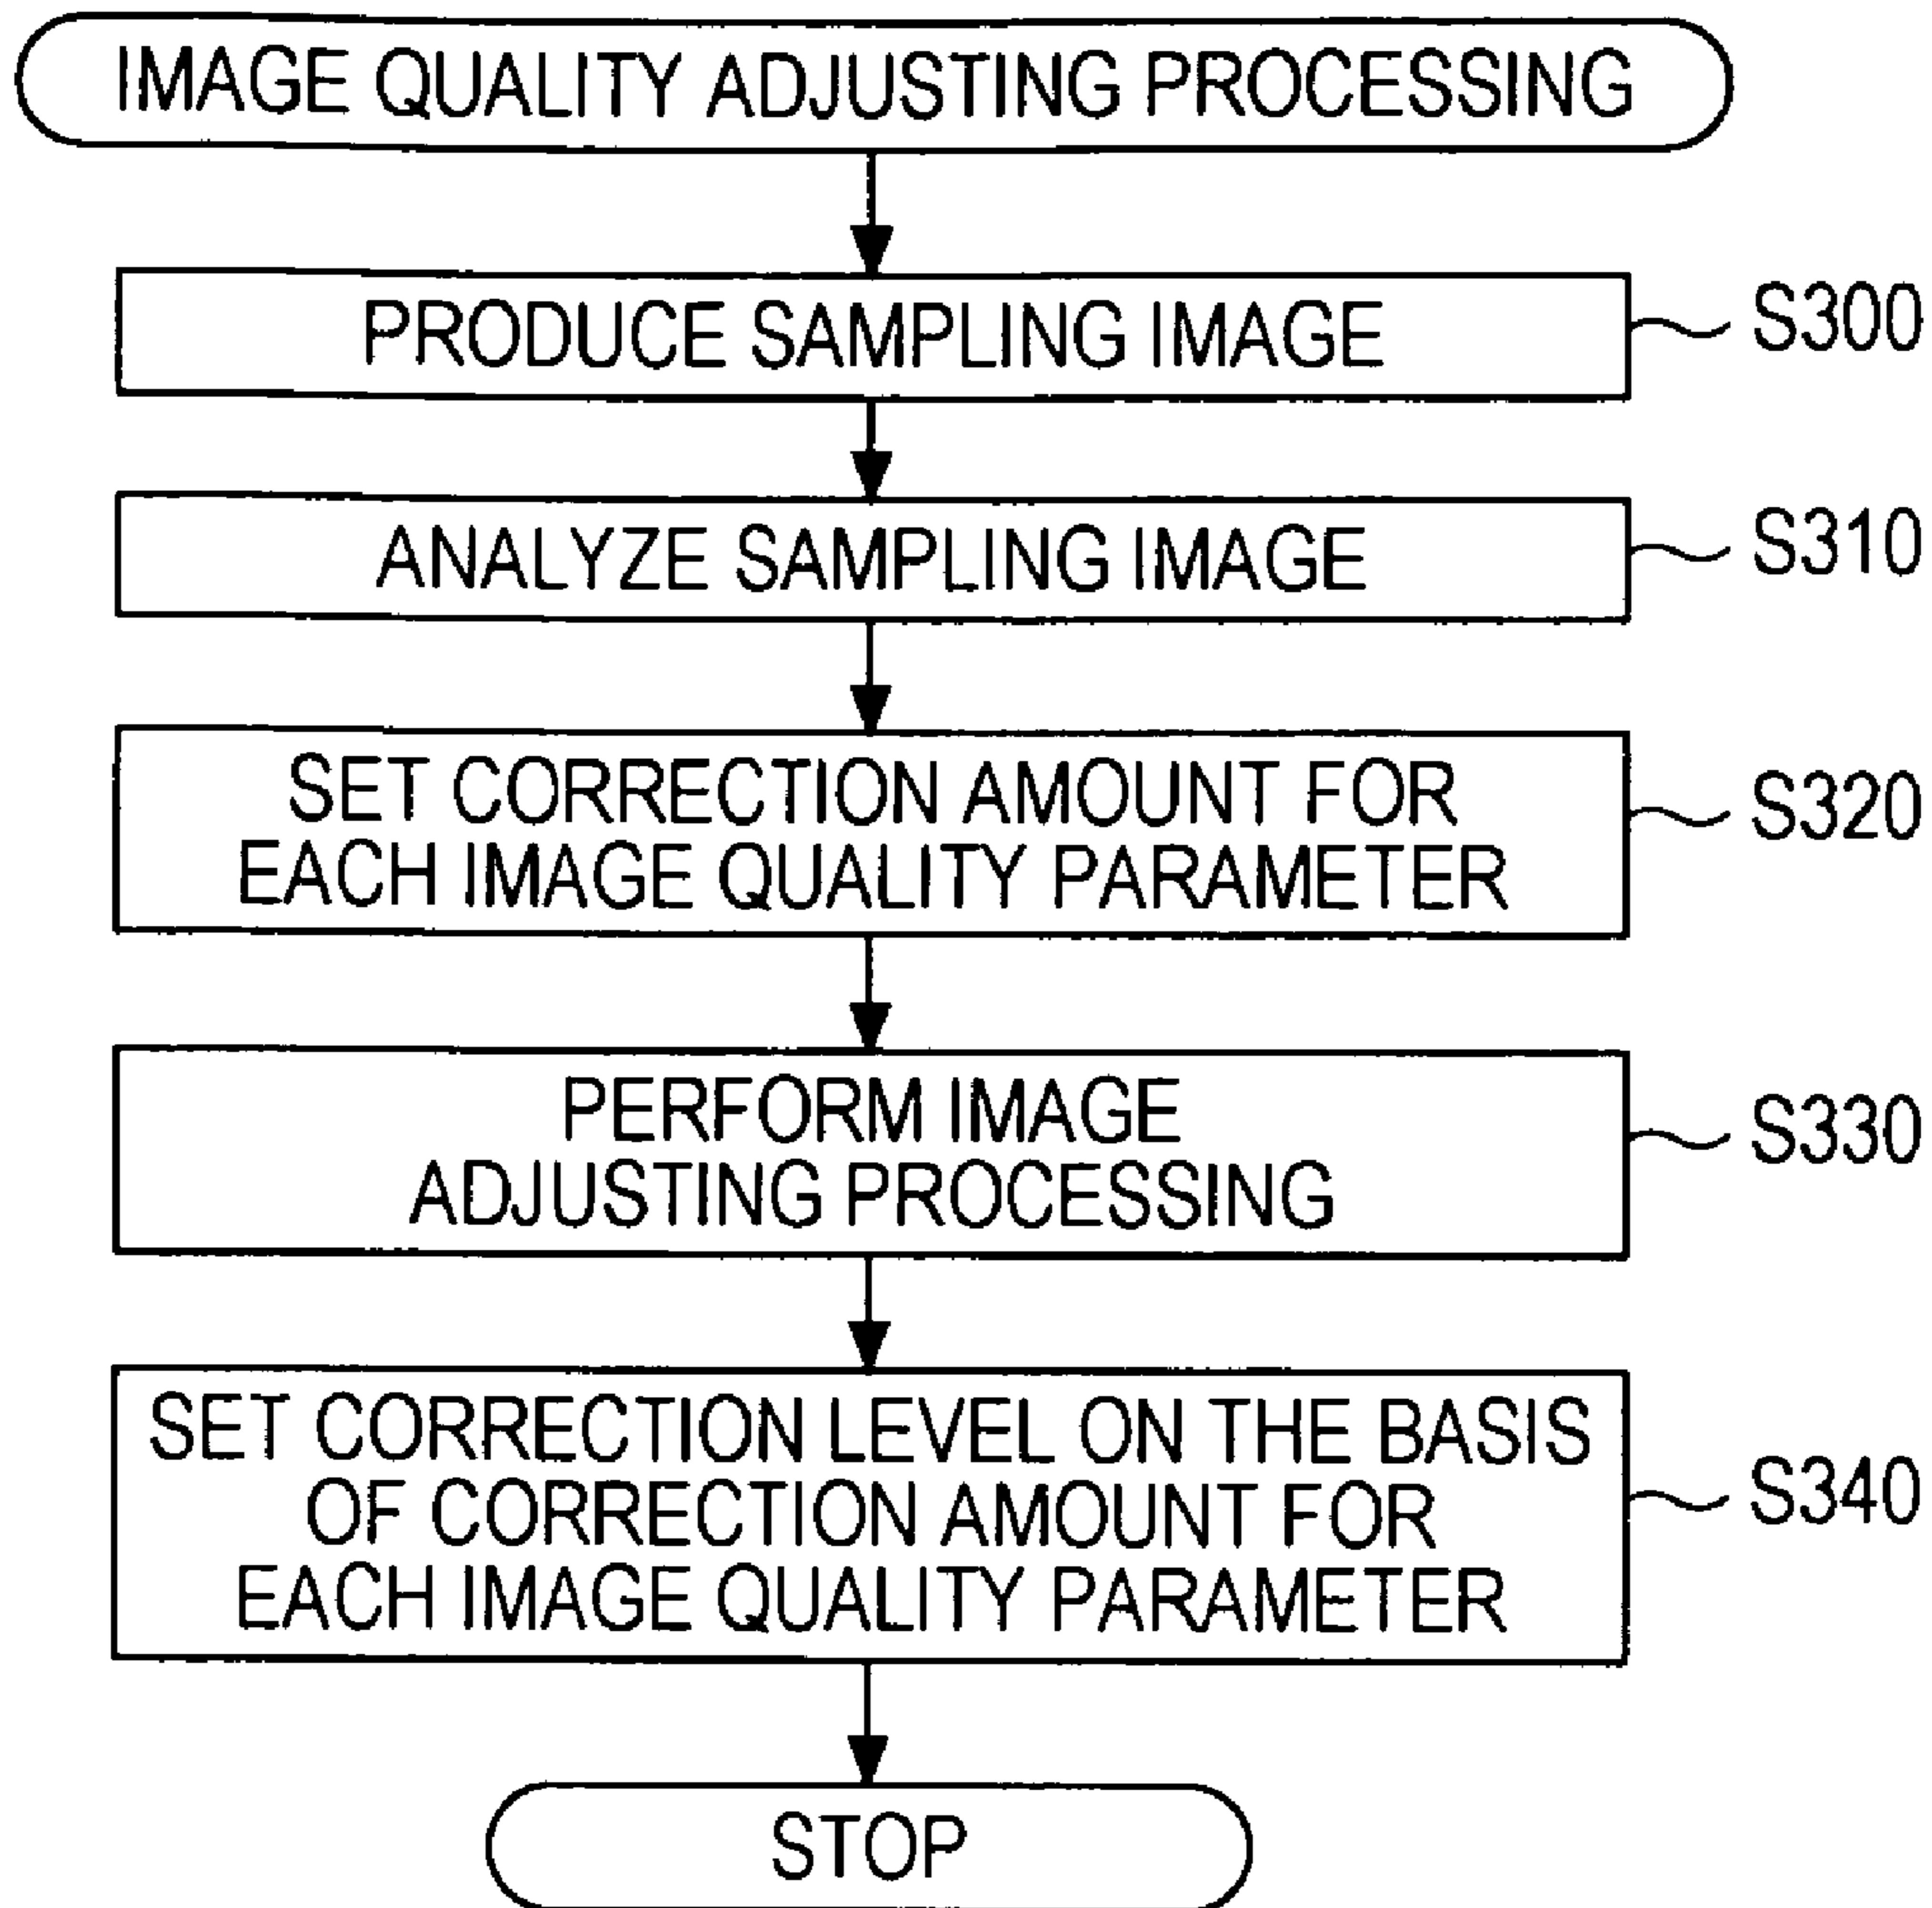 IMAGE QUALITY ADJUSTING PROCESSING
PRODUCE SAMPLING IMAGE
S300
ANALYZE SAMPLING IMAGE
S310
SET CORRECTION AMOUNT FOR
EACH IMAGE QUALITY PARAMETER
S320
PERFORM IMAGE
ADJUSTING PROCESSING
S330
SET CORRECTION LEVEL ON THE BASIS
OF CORRECTION AMOUNT FOR
EACH IMAGE QUALITY PARAMETER
S340
STOP